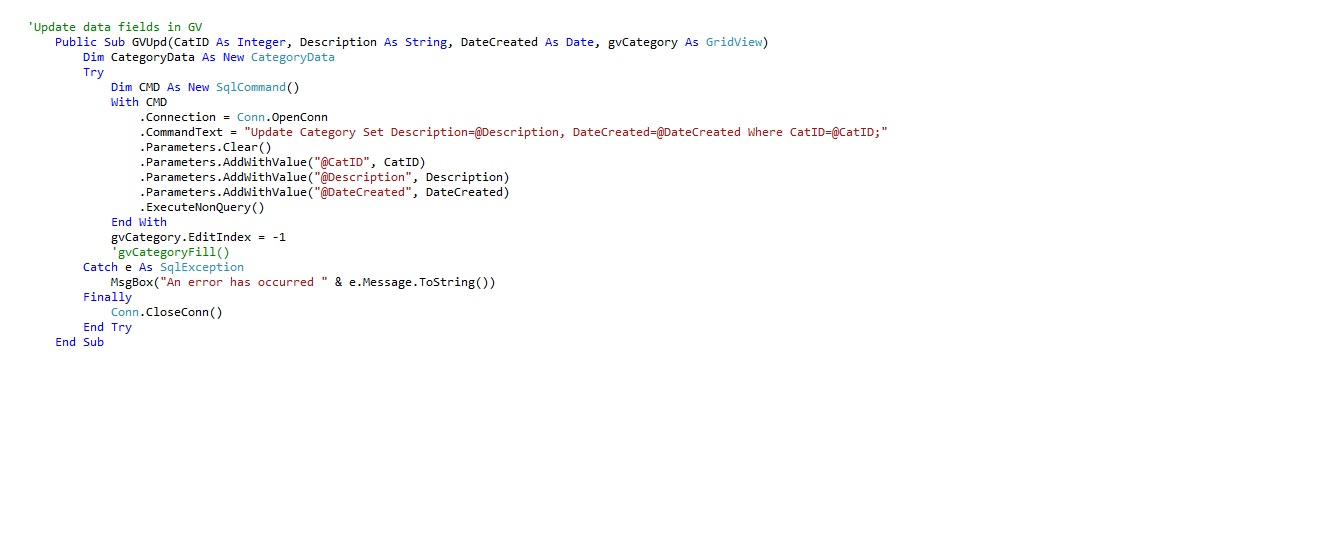 'Update data fields in GV
Public Sub GVUpd(CatID As Integer, Description As String, DateCreated As Date, gvCategory As GridView)
Dim CategoryData As New CategoryData
Try
Dim CMD As New SqlCommand()
With CMD
.Connection = Conn.OpenConn
.CommandText = "Update Category Set Description=@Description, DateCreated=@DateCreated Where CatID=@CatID;"
.Parameters.Clear()
.Parameters.AddWithValue("@CatID", CatID)
.Parameters.AddWithValue("@Description", Description)
.Parameters.AddWithValue("@DateCreated", DateCreated)
.ExecuteNonQuery()
End With
gvCategory.EditIndex = -1
'gvCategoryFill()
Catch e As SqlException
MsgBox("An error has occurred " & e.Message.ToString())
Finally
Conn.CloseConn()
End Try
End Sub